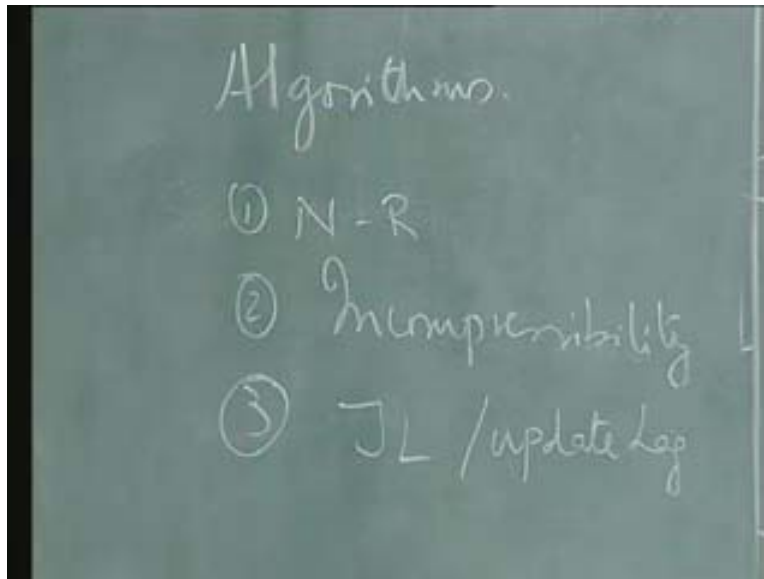 Algorithms.
① N-R
② Incompressibility
③ TL / update Lag